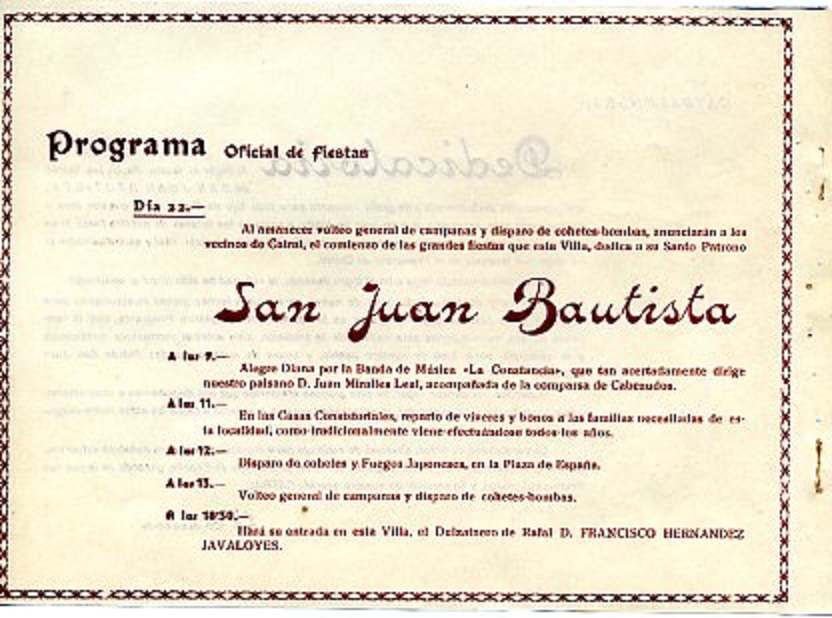 Programa Oficial de fiestas
Día 22.—
Al amanecer volteo general de campanas y disparo de cohetes-bombas, anunciarán a los
vecinos de Catral, el comienzo de las grandes fiestas que esta Villa, dedica a su Santo Patrono
San Juan Bautista
A las 9.—
Alegre Diana por la Banda de Música «La Constancia», que tan acertadamente dirige
nuestro paisano D. Juan Miralles Leal, acompañada de la comparsa de Cabezudos.
A las 11.—
En las Casas Consistoriales, reparto de víveres y bonos a las familias necesitadas de es-
ta localidad, como tradicionalmente viene efectuándose todos los años.
A las 12.—
Disparo de cohetes y Fuegos Japoneses, en la Plaza de España.
A las 13.—
Volteo general de campanas y disparo de cohetes-bombas.
A las 18'30.—
Hará su entrada en esta Villa, el Dulzainero de Rafal D. FRANCISCO HERNANDEZ
JAVALOYES.